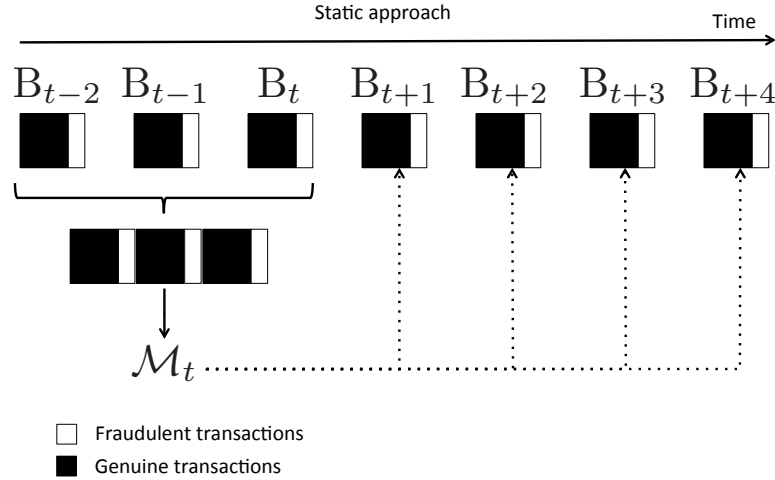 Static approach
Time
B_{t−2} B_{t−1} B_t B_{t+1} B_{t+2} B_{t+3} B_{t+4}
ℳ_t
Fraudulent transactions
Genuine transactions